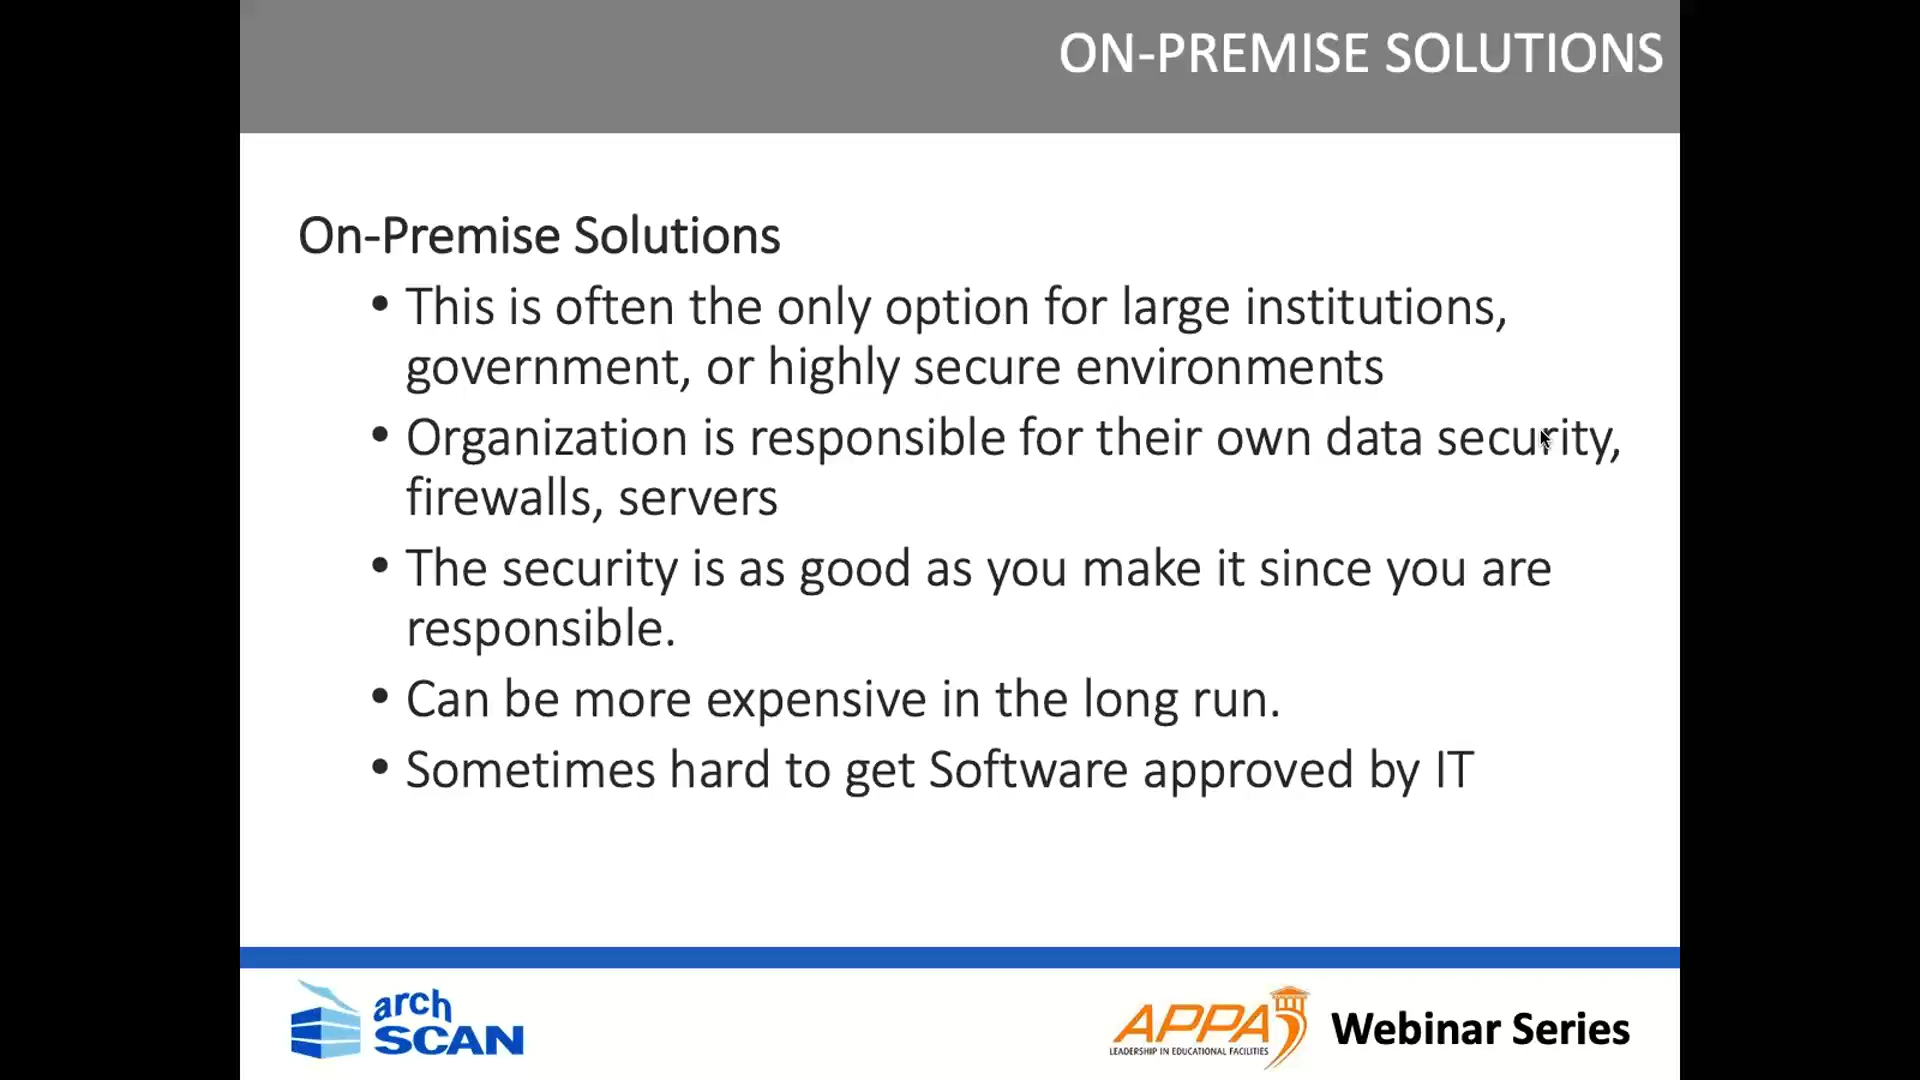 ON-PREMISE SOLUTIONS
On-Premise Solutions
• This is often the only option for large institutions,
government, or highly secure environments
• Organization is responsible for their own data security,
firewalls, servers
• The security is as good as you make it since you are
responsible.
• Can be more expensive in the long run.
• Sometimes hard to get Software approved by IT
arch
SCAN
APPA
LEADERSHIP IN EDUCATIONAL FACILITIES
Webinar Series